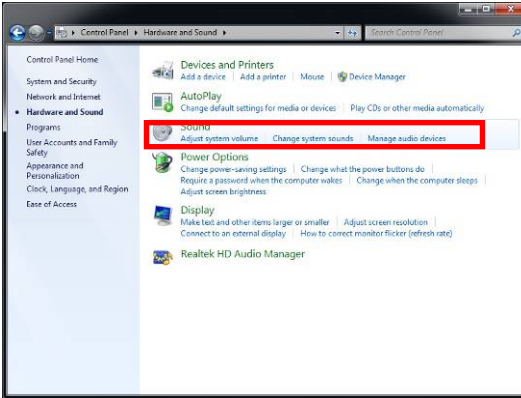 Control Panel ▸ Hardware and Sound ▸
Search Control Panel
Control Panel Home
System and Security
Network and Internet
Hardware and Sound
Programs
User Accounts and Family
Safety
Appearance and
Personalization
Clock, Language, and Region
Ease of Access
Devices and Printers
Add a device | Add a printer | Mouse | Device Manager
AutoPlay
Change default settings for media or devices | Play CDs or other media automatically
Sound
Adjust system volume | Change system sounds | Manage audio devices
Power Options
Change power-saving settings | Change what the power buttons do |
Require a password when the computer wakes | Change when the computer sleeps |
Adjust screen brightness
Display
Make text and other items larger or smaller | Adjust screen resolution |
Connect to an external display | How to correct monitor flicker (refresh rate)
Realtek HD Audio Manager